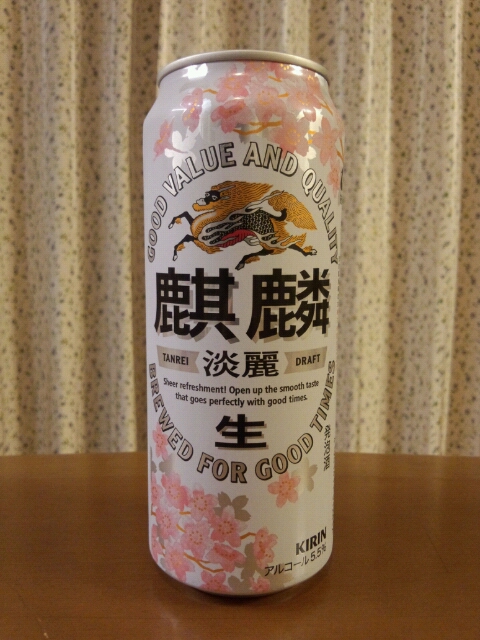 GOOD VALUE AND QUALITY
麒麟
TANREI 淡麗 DRAFT
Sheer refreshment! Open up the smooth taste
that goes perfectly with good times.
生
BREWED FOR GOOD TIMES
KIRIN
アルコール5.5%